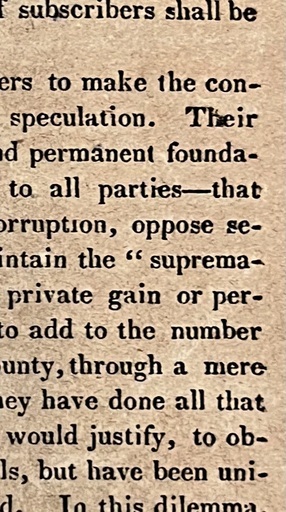 f subscribers shall be
ers to make the con-
speculation. Their
nd permanent founda-
to all parties—that
orruption, oppose se-
intain the “ suprema-
private gain or per-
to add to the number
ounty, through a mere
hey have done all that
would justify, to ob-
ls, but have been uni-
d. In this dilemma,